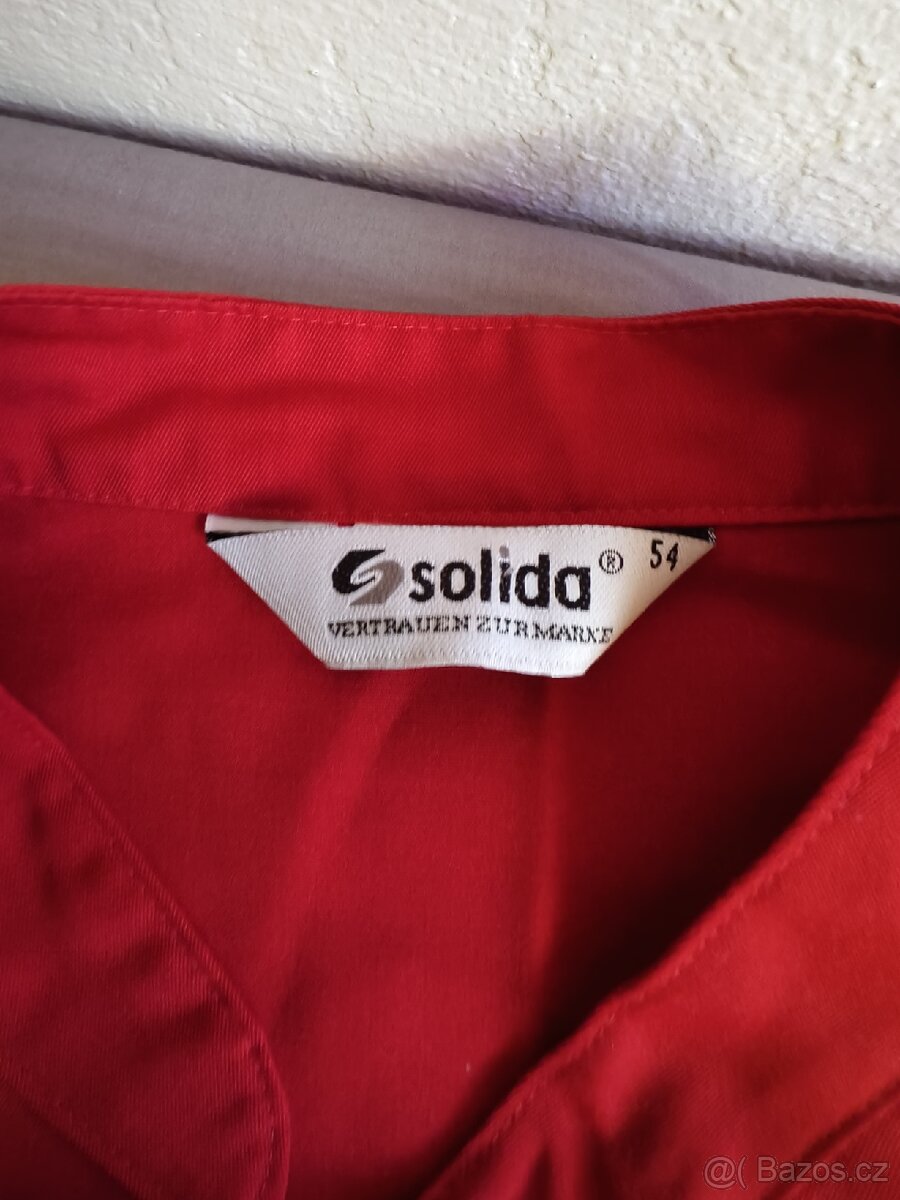 solida® 54
VERTRAUEN ZUR MARKE
@( Bazos.cz